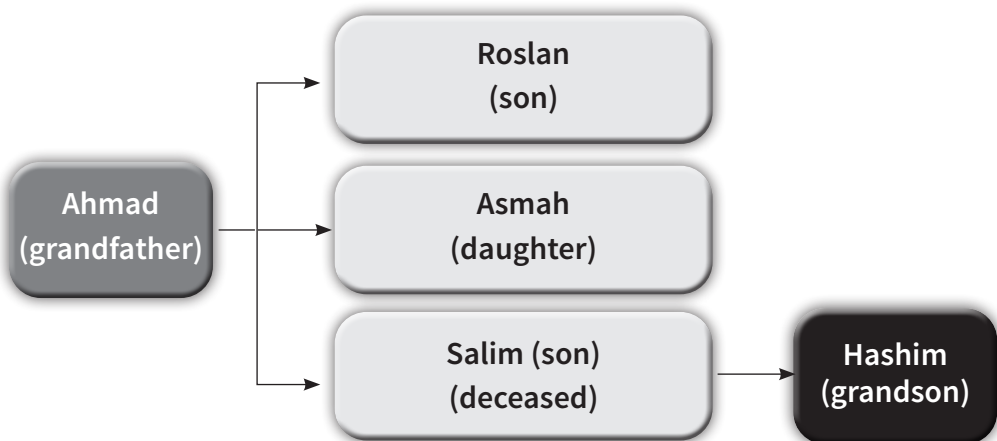 Ahmad
(grandfather)
Roslan
(son)
Asmah
(daughter)
Salim (son)
(deceased)
Hashim
(grandson)